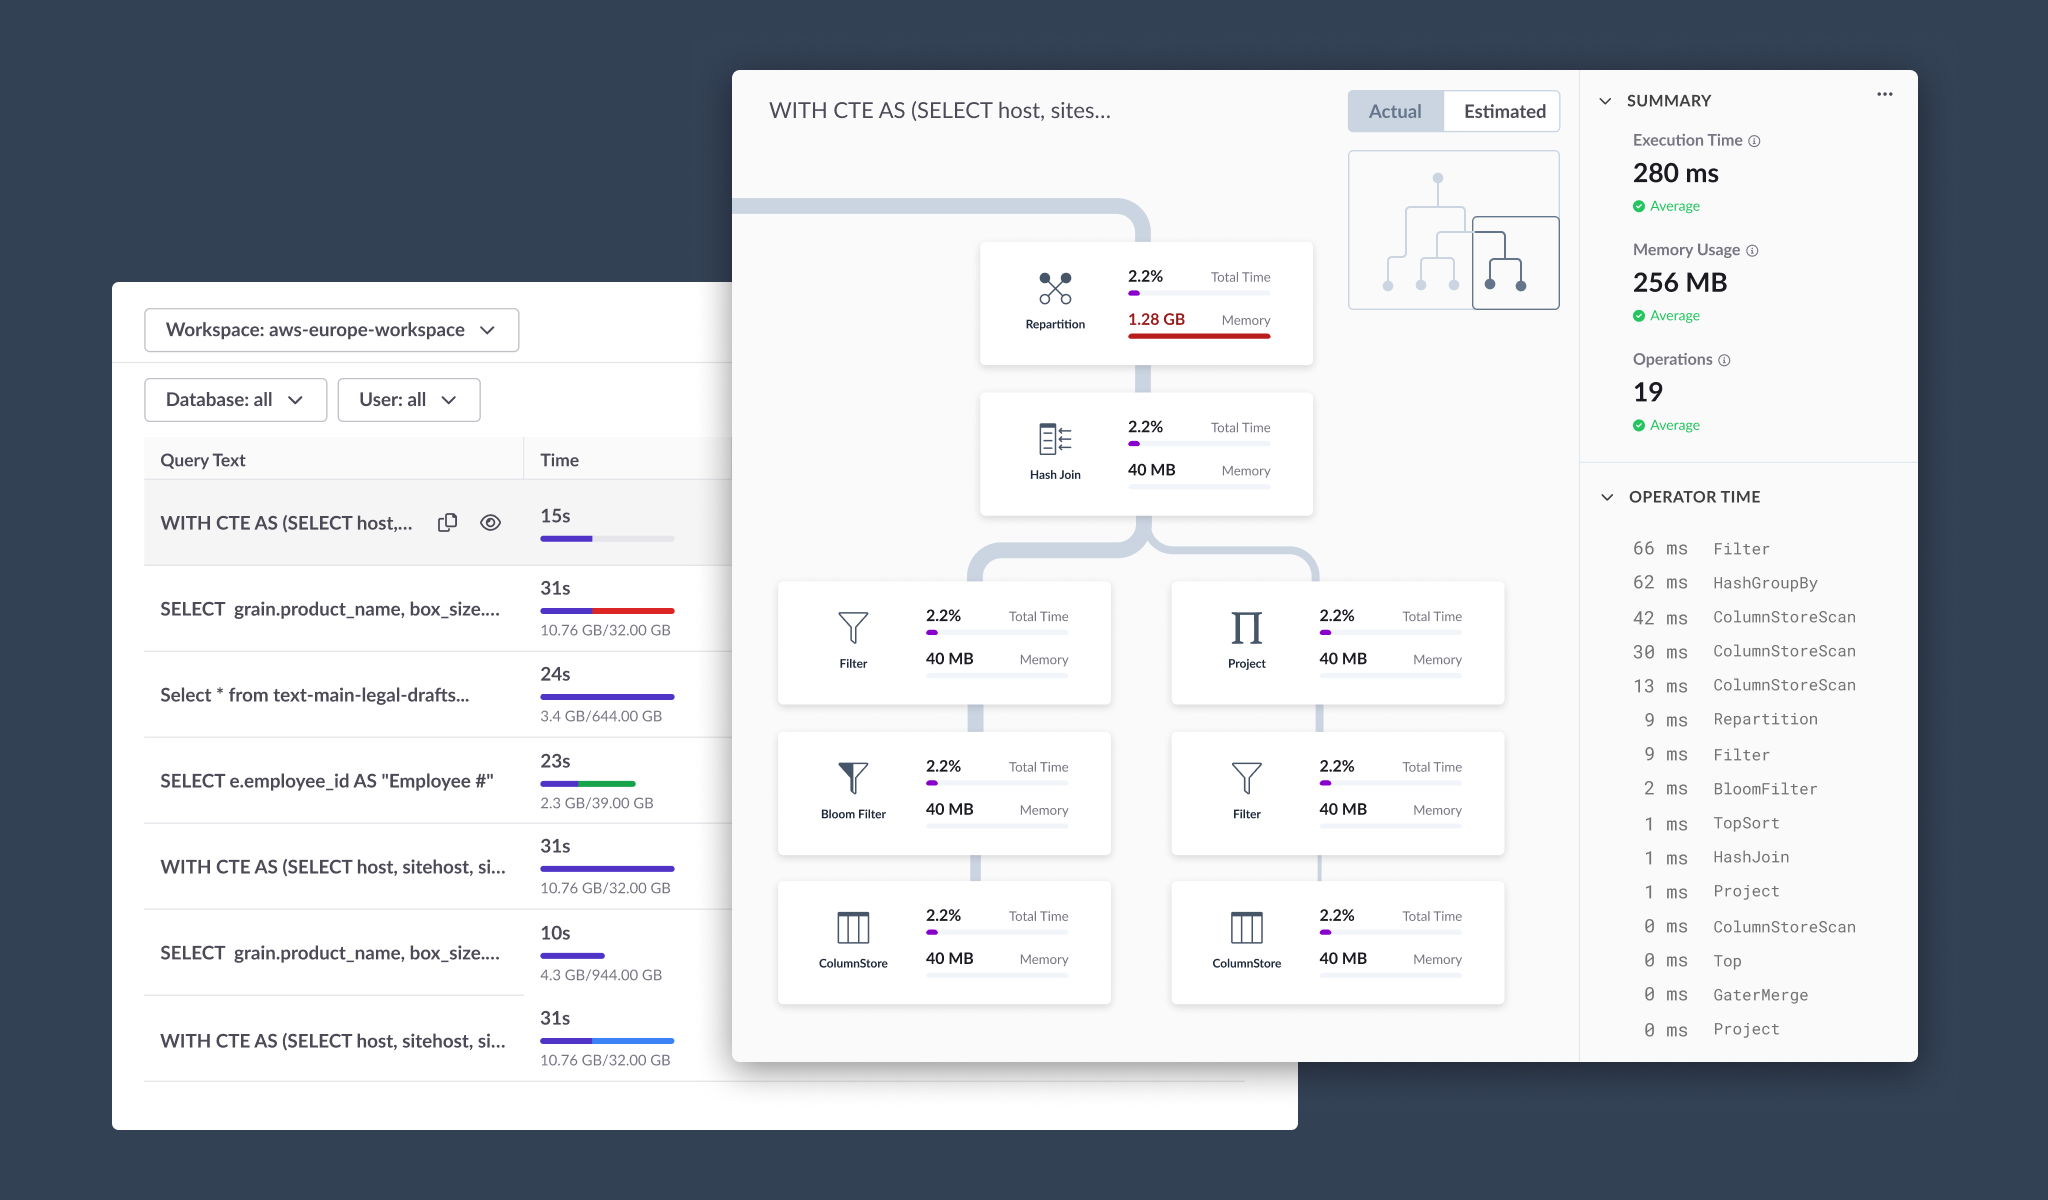 Workspace: aws-europe-workspace
Database: all
User: all
Query Text
Time
WITH CTE AS (SELECT host,...
15s
SELECT  grain.product_name, box_size....
31s
10.76 GB/32.00 GB
Select * from text-main-legal-drafts...
24s
3.4 GB/644.00 GB
SELECT e.employee_id AS "Employee #"
23s
2.3 GB/39.00 GB
WITH CTE AS (SELECT host, sitehost, si...
31s
10.76 GB/32.00 GB
SELECT  grain.product_name, box_size....
10s
4.3 GB/944.00 GB
WITH CTE AS (SELECT host, sitehost, si...
31s
10.76 GB/32.00 GB
WITH CTE AS (SELECT host, sites...
Actual
Estimated
Repartition
2.2% Total Time
1.28 GB Memory
Hash Join
2.2% Total Time
40 MB Memory
Filter
2.2% Total Time
40 MB Memory
Project
2.2% Total Time
40 MB Memory
Bloom Filter
2.2% Total Time
40 MB Memory
Filter
2.2% Total Time
40 MB Memory
ColumnStore
2.2% Total Time
40 MB Memory
ColumnStore
2.2% Total Time
40 MB Memory
SUMMARY
Execution Time
280 ms
Average
Memory Usage
256 MB
Average
Operations
19
Average
OPERATOR TIME
66 ms Filter
62 ms HashGroupBy
42 ms ColumnStoreScan
30 ms ColumnStoreScan
13 ms ColumnStoreScan
9 ms Repartition
9 ms Filter
2 ms BloomFilter
1 ms TopSort
1 ms HashJoin
1 ms Project
0 ms ColumnStoreScan
0 ms Top
0 ms GaterMerge
0 ms Project